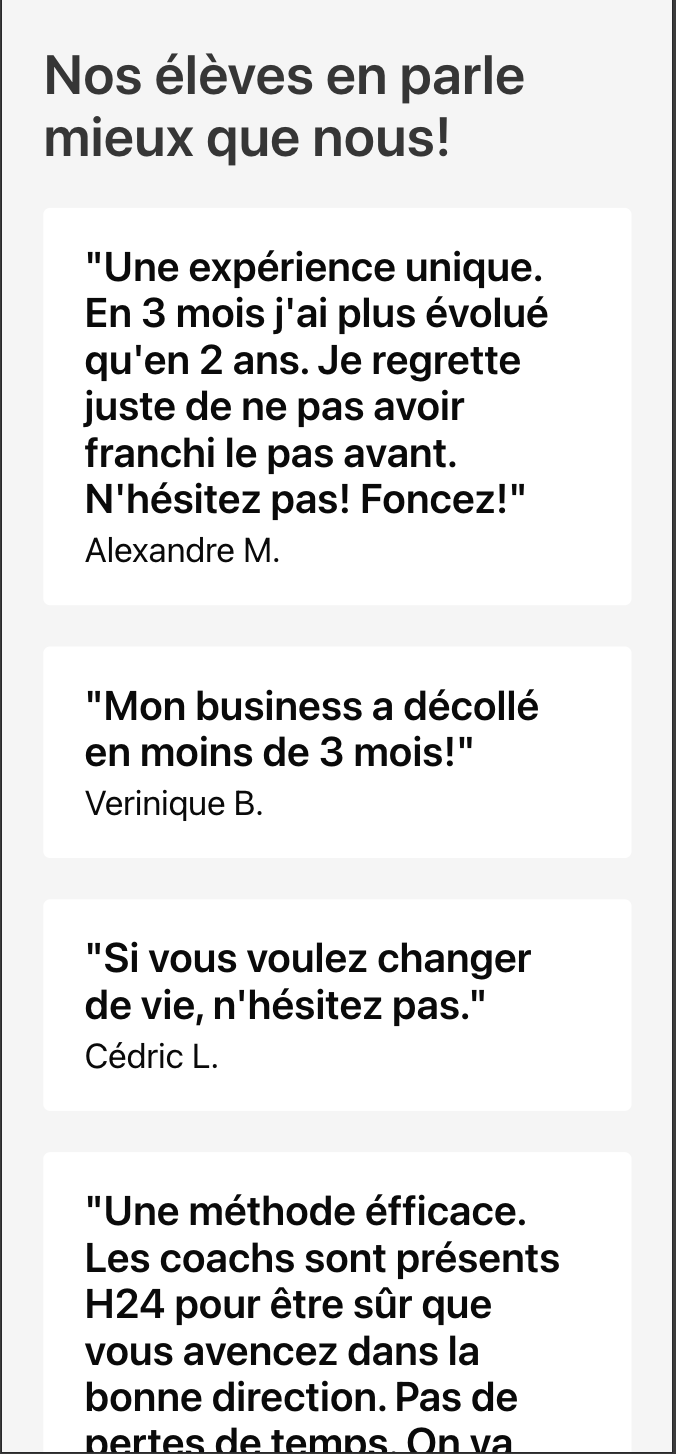 Nos élèves en parle
mieux que nous!
"Une expérience unique.
En 3 mois j'ai plus évolué
qu'en 2 ans. Je regrette
juste de ne pas avoir
franchi le pas avant.
N'hésitez pas! Foncez!"
Alexandre M.
"Mon business a décollé
en moins de 3 mois!"
Verinique B.
"Si vous voulez changer
de vie, n'hésitez pas."
Cédric L.
"Une méthode éfficace.
Les coachs sont présents
H24 pour être sûr que
vous avencez dans la
bonne direction. Pas de
pertes de temps. On va